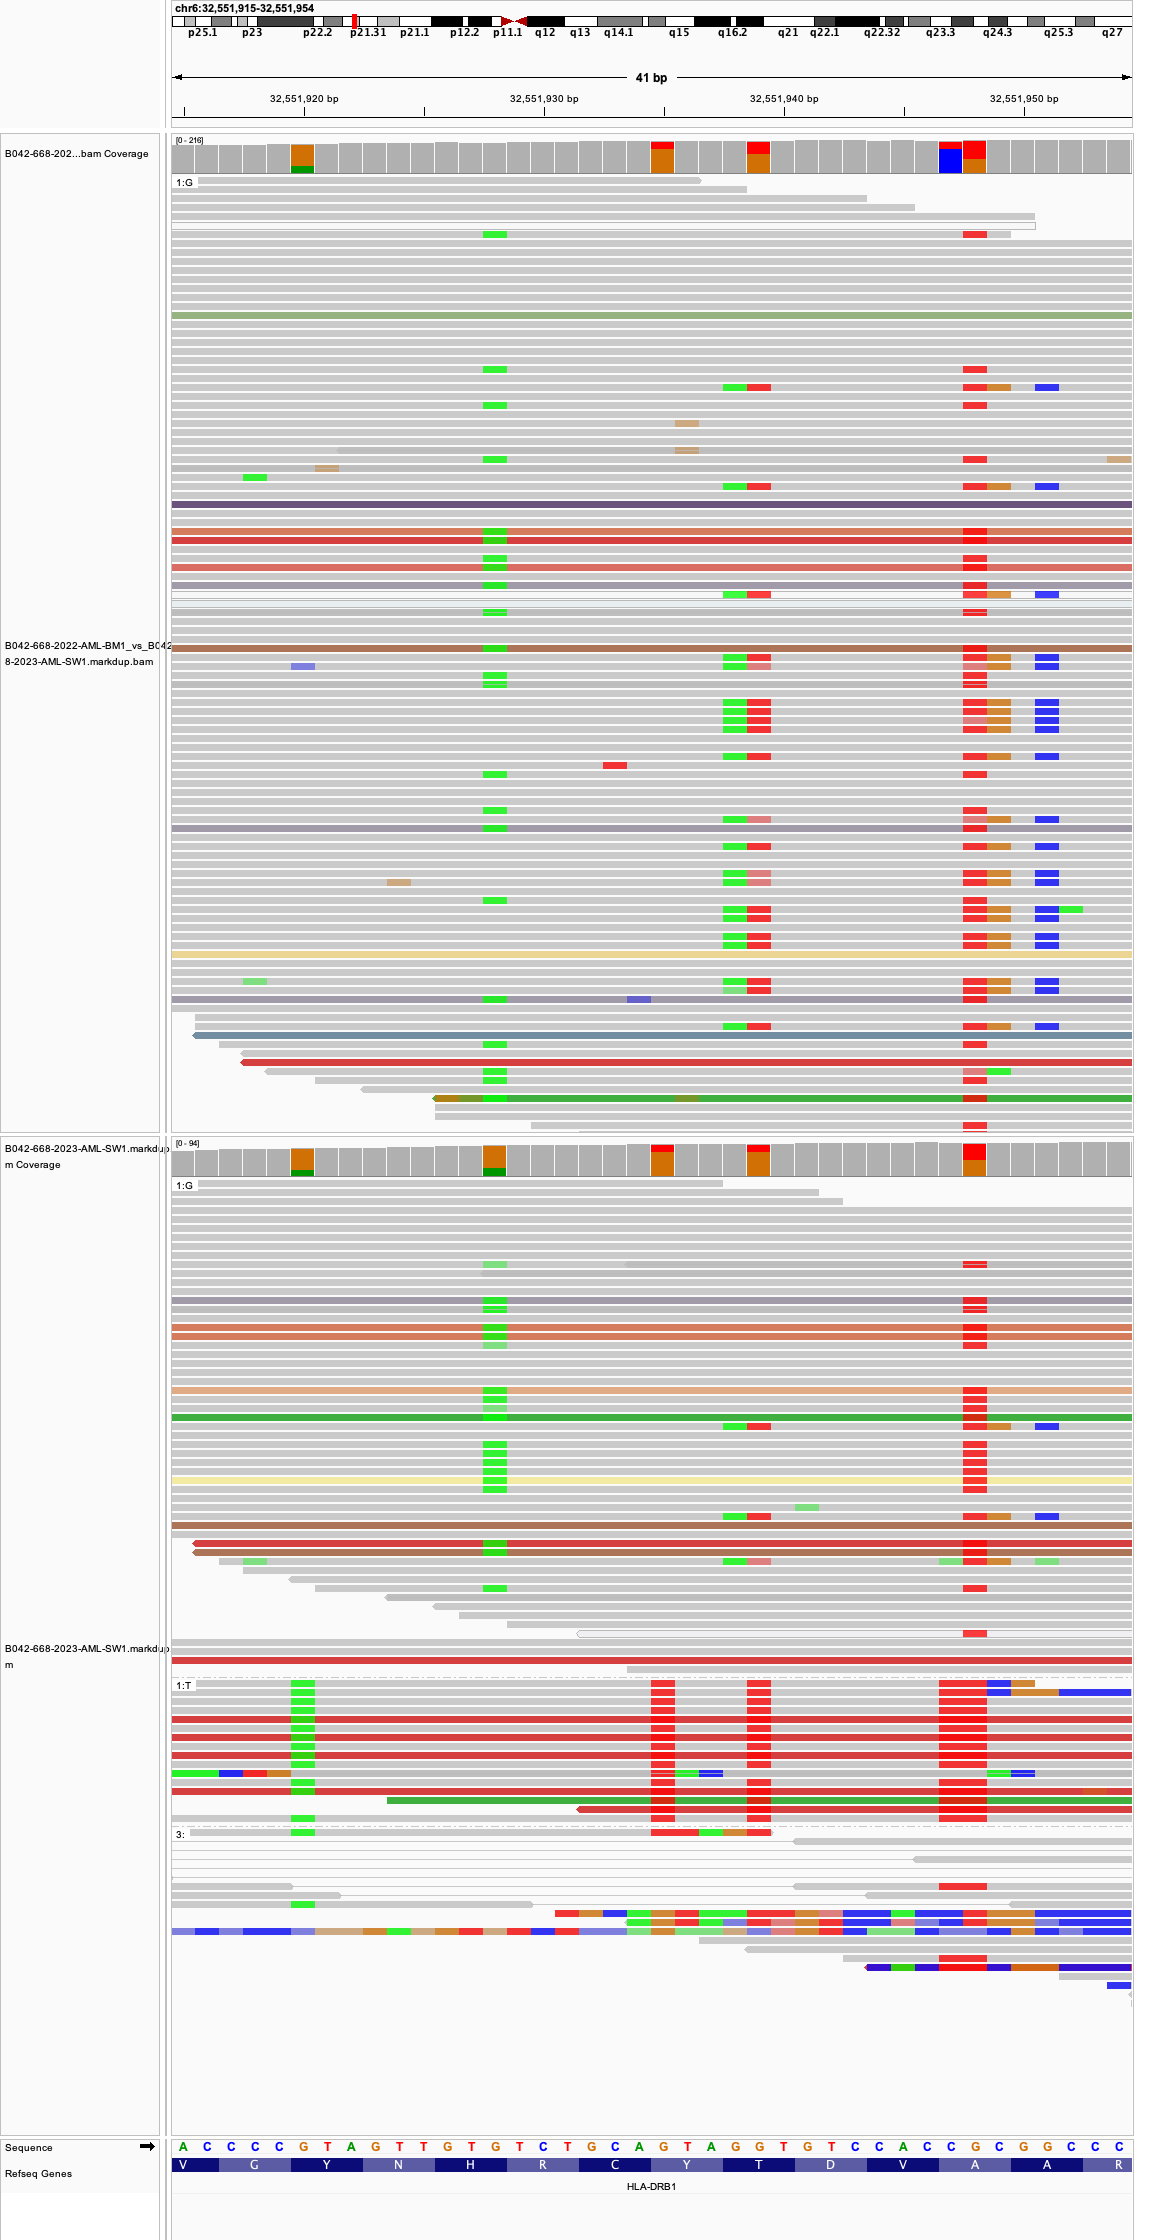 chr6:32,551,915-32,551,954
p25.1 p23 p22.2 p21.31 p21.1 p12.2 p11.1 q12 q13 q14.1 q15 q16.2 q21 q22.1 q22.32 q23.3 q24.3 q25.3 q27
41 bp
32,551,920 bp 32,551,930 bp 32,551,940 bp 32,551,950 bp
[0 - 216]
B042-668-202...bam Coverage
1:G
B042-668-2022-AML-BM1_vs_B042
8-2023-AML-SW1.markdup.bam
[0 - 94]
B042-668-2023-AML-SW1.markdup
m Coverage
1:G
B042-668-2023-AML-SW1.markdup
m
1:T
3:
Sequence A C C C C G T A G T T G T G T C T G C A G T A G G T G T C C A C C G C G G C C C
Refseq Genes V G Y N H R C Y T D V A A R
HLA-DRB1